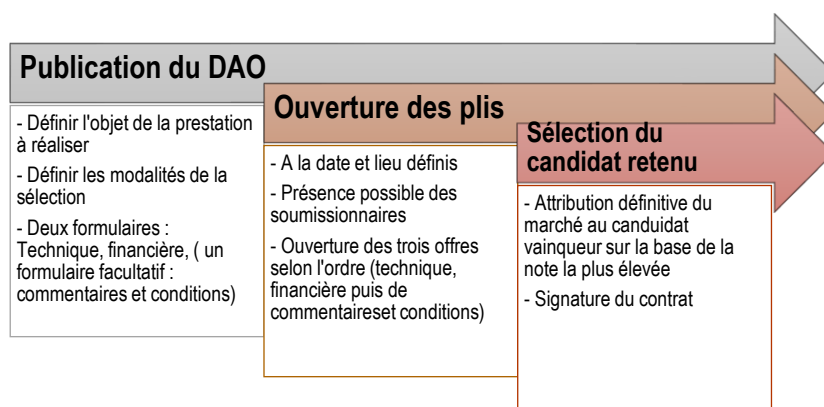 Publication du DAO
- Définir l'objet de la prestation
à réaliser
- Définir les modalités de la
sélection
- Deux formulaires :
Technique, financière, ( un
formulaire facultatif :
commentaires et conditions)
Ouverture des plis
- A la date et lieu définis
- Présence possible des
soumissionnaires
- Ouverture des trois offres
selon l'ordre (technique,
financière puis de
commentaireset conditions)
Sélection du
candidat retenu
- Attribution définitive du
marché au canduidat
vainqueur sur la base de la
note la plus élevée
- Signature du contrat